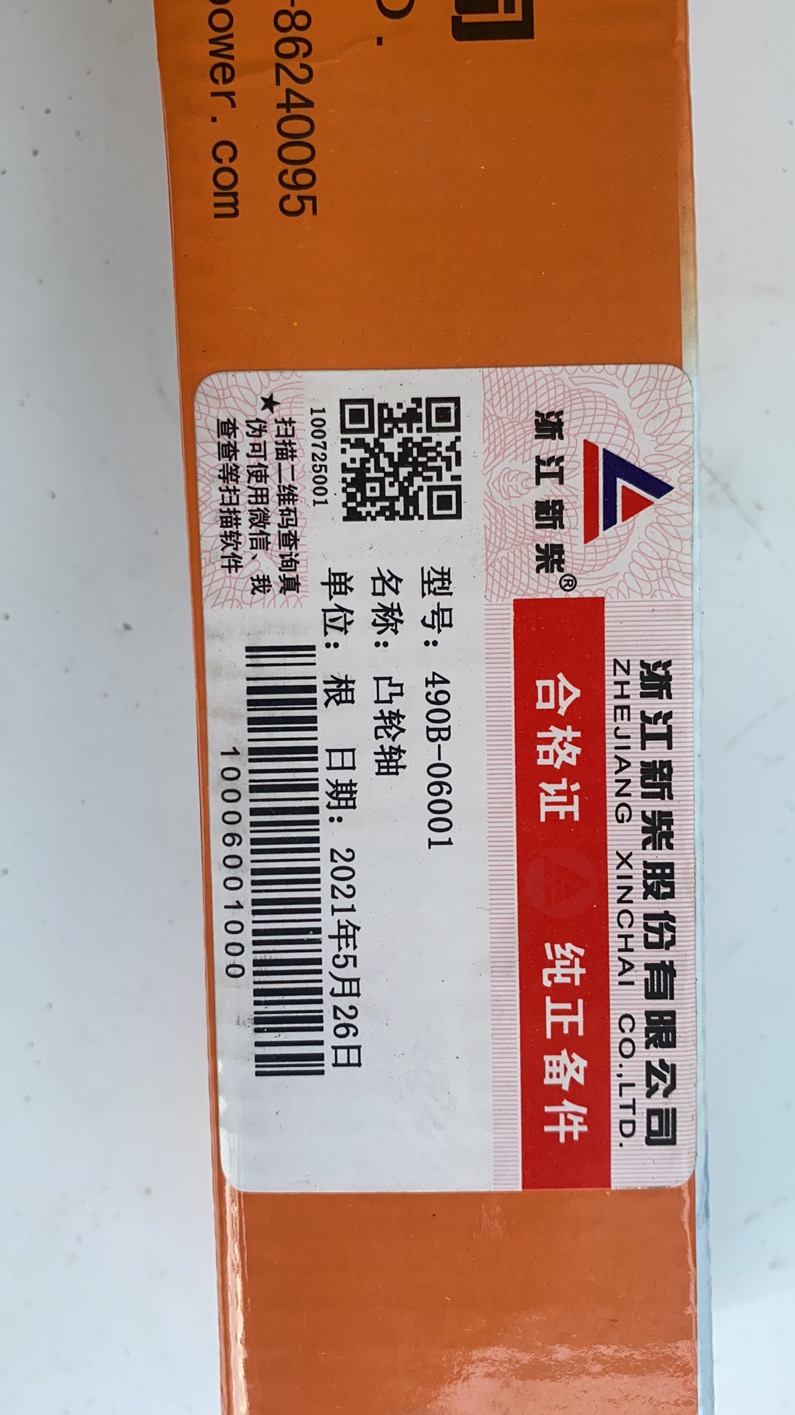 司
-86240095
power.com
浙江新柴®
浙江新柴股份有限公司
ZHEJIANG XINCHAI CO.,LTD.
合格证 纯正备件
型号: 490B-06001
名称: 凸轮轴
单位: 根 日期: 2021年5月26日
100725001
★ 扫描二维码查询真
伪可使用微信、我
查查等扫描软件
10006001000